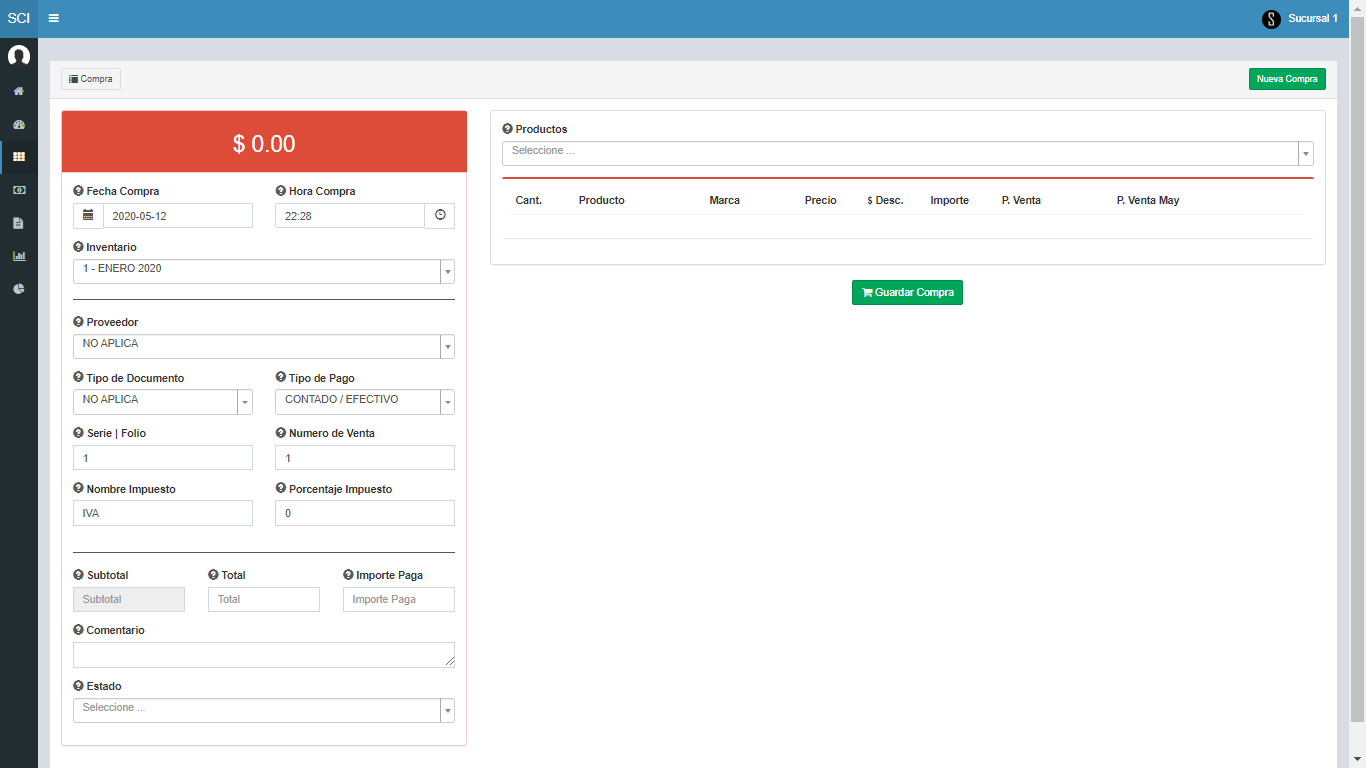 SCI
Sucursal 1
Compra
Nueva Compra
$ 0.00
Fecha Compra
Hora Compra
2020-05-12
22:28
Inventario
1 - ENERO 2020
Proveedor
NO APLICA
Tipo de Documento
Tipo de Pago
NO APLICA
CONTADO / EFECTIVO
Serie | Folio
Numero de Venta
1
1
Nombre Impuesto
Porcentaje Impuesto
IVA
0
Subtotal
Total
Importe Paga
Subtotal
Total
Importe Paga
Comentario
Estado
Seleccione ...
Productos
Seleccione ...
Cant. Producto Marca Precio $ Desc. Importe P. Venta P. Venta May
Guardar Compra